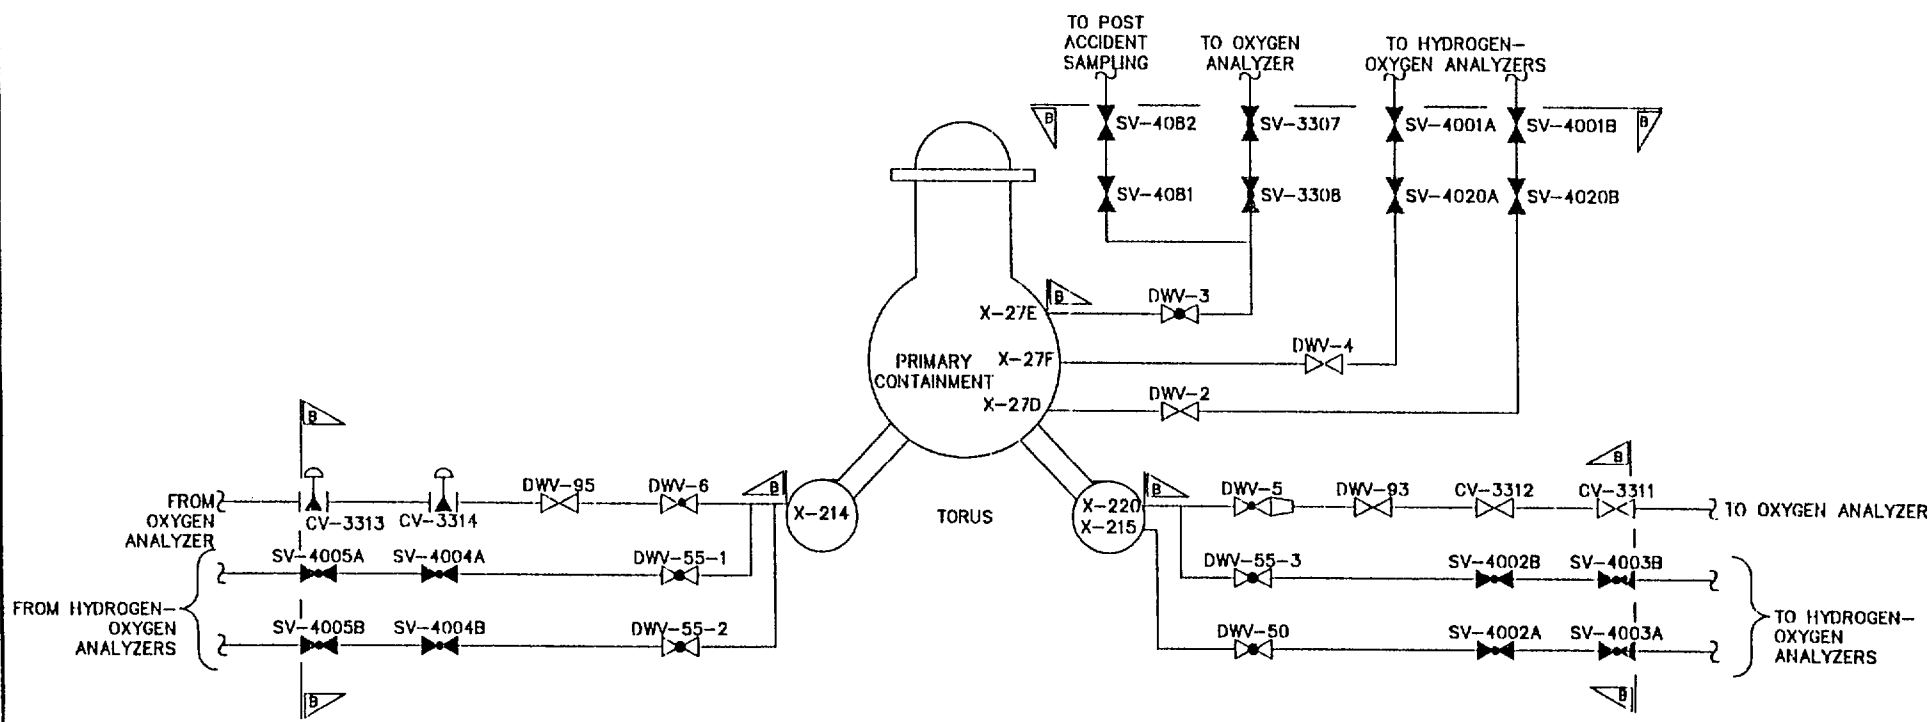 TO POST
ACCIDENT
SAMPLING
TO OXYGEN
ANALYZER
TO HYDROGEN-
OXYGEN ANALYZERS
B
SV-4082
SV-3307
SV-4001A
SV-4001B
B
SV-4081
SV-3308
SV-4020A
SV-4020B
X-27E
B
DWV-3
PRIMARY
CONTAINMENT
X-27F
DWV-4
X-27D
DWV-2
B
B
FROM
OXYGEN
ANALYZER
CV-3313
CV-3314
DWV-95
DWV-6
B
X-214
TORUS
X-220
X-215
B
DWV-5
DWV-93
CV-3312
CV-3311
TO OXYGEN ANALYZER
SV-4005A
SV-4004A
DWV-55-1
DWV-55-3
SV-4002B
SV-4003B
FROM HYDROGEN-
OXYGEN
ANALYZERS
SV-4005B
SV-4004B
DWV-55-2
DWV-50
SV-4002A
SV-4003A
TO HYDROGEN-
OXYGEN
ANALYZERS
B
B